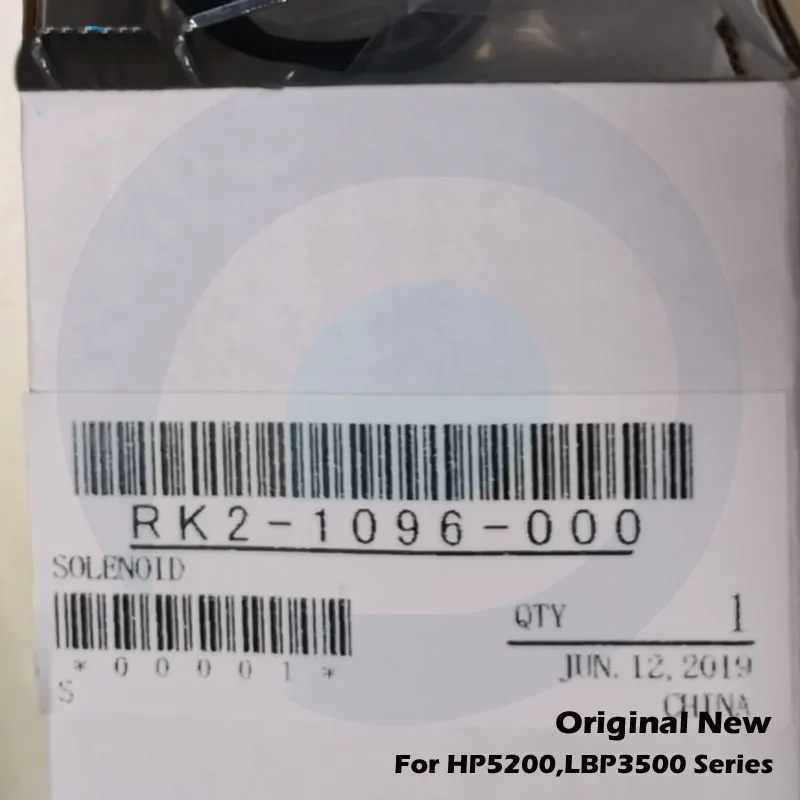 RK2-1096-000
SOLENOID
QTY 1
*00001*
JUN. 12, 2019
S
CHINA
Original New
For HP5200,LBP3500 Series